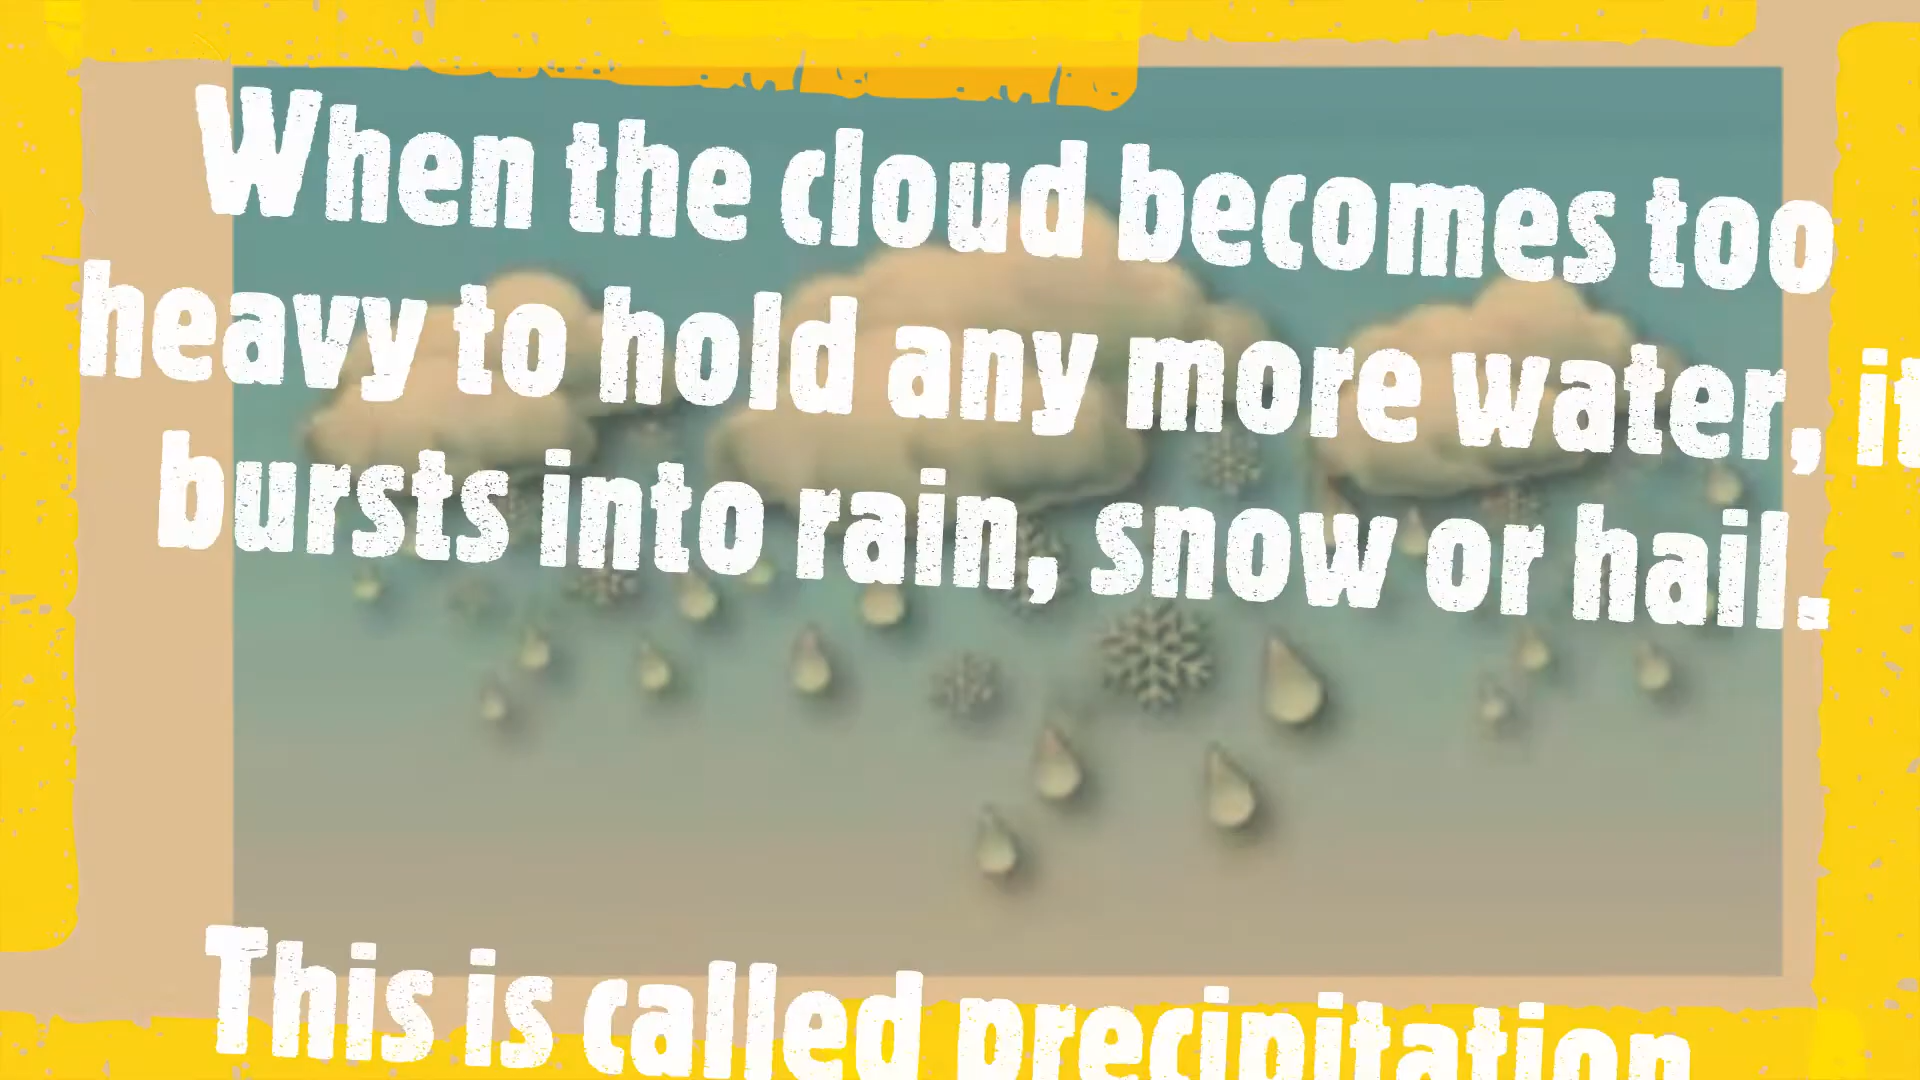 When the cloud becomes too
heavy to hold any more water, it
bursts into rain, snow or hail.
This is called precipitation